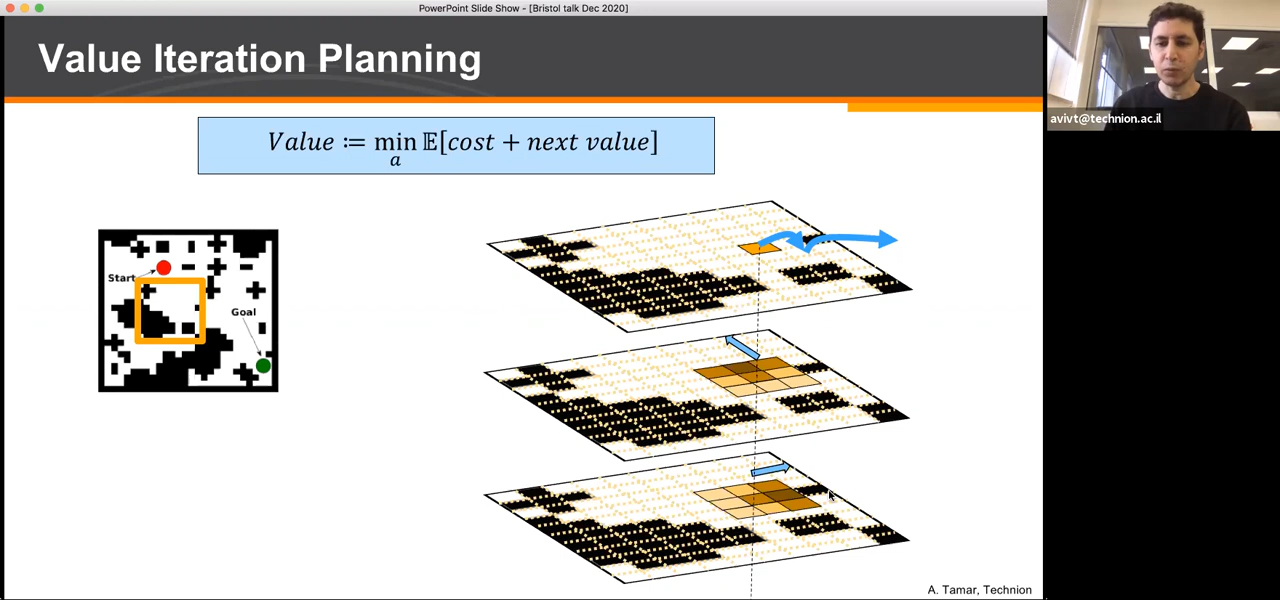 PowerPoint Slide Show - [Bristol talk Dec 2020]
Value Iteration Planning
𝑉𝑎𝑙𝑢𝑒 ≔ min 𝔼[𝑐𝑜𝑠𝑡 + 𝑛𝑒𝑥𝑡 𝑣𝑎𝑙𝑢𝑒]
𝑎
avivt@technion.ac.il
Start
Goal
A. Tamar, Technion